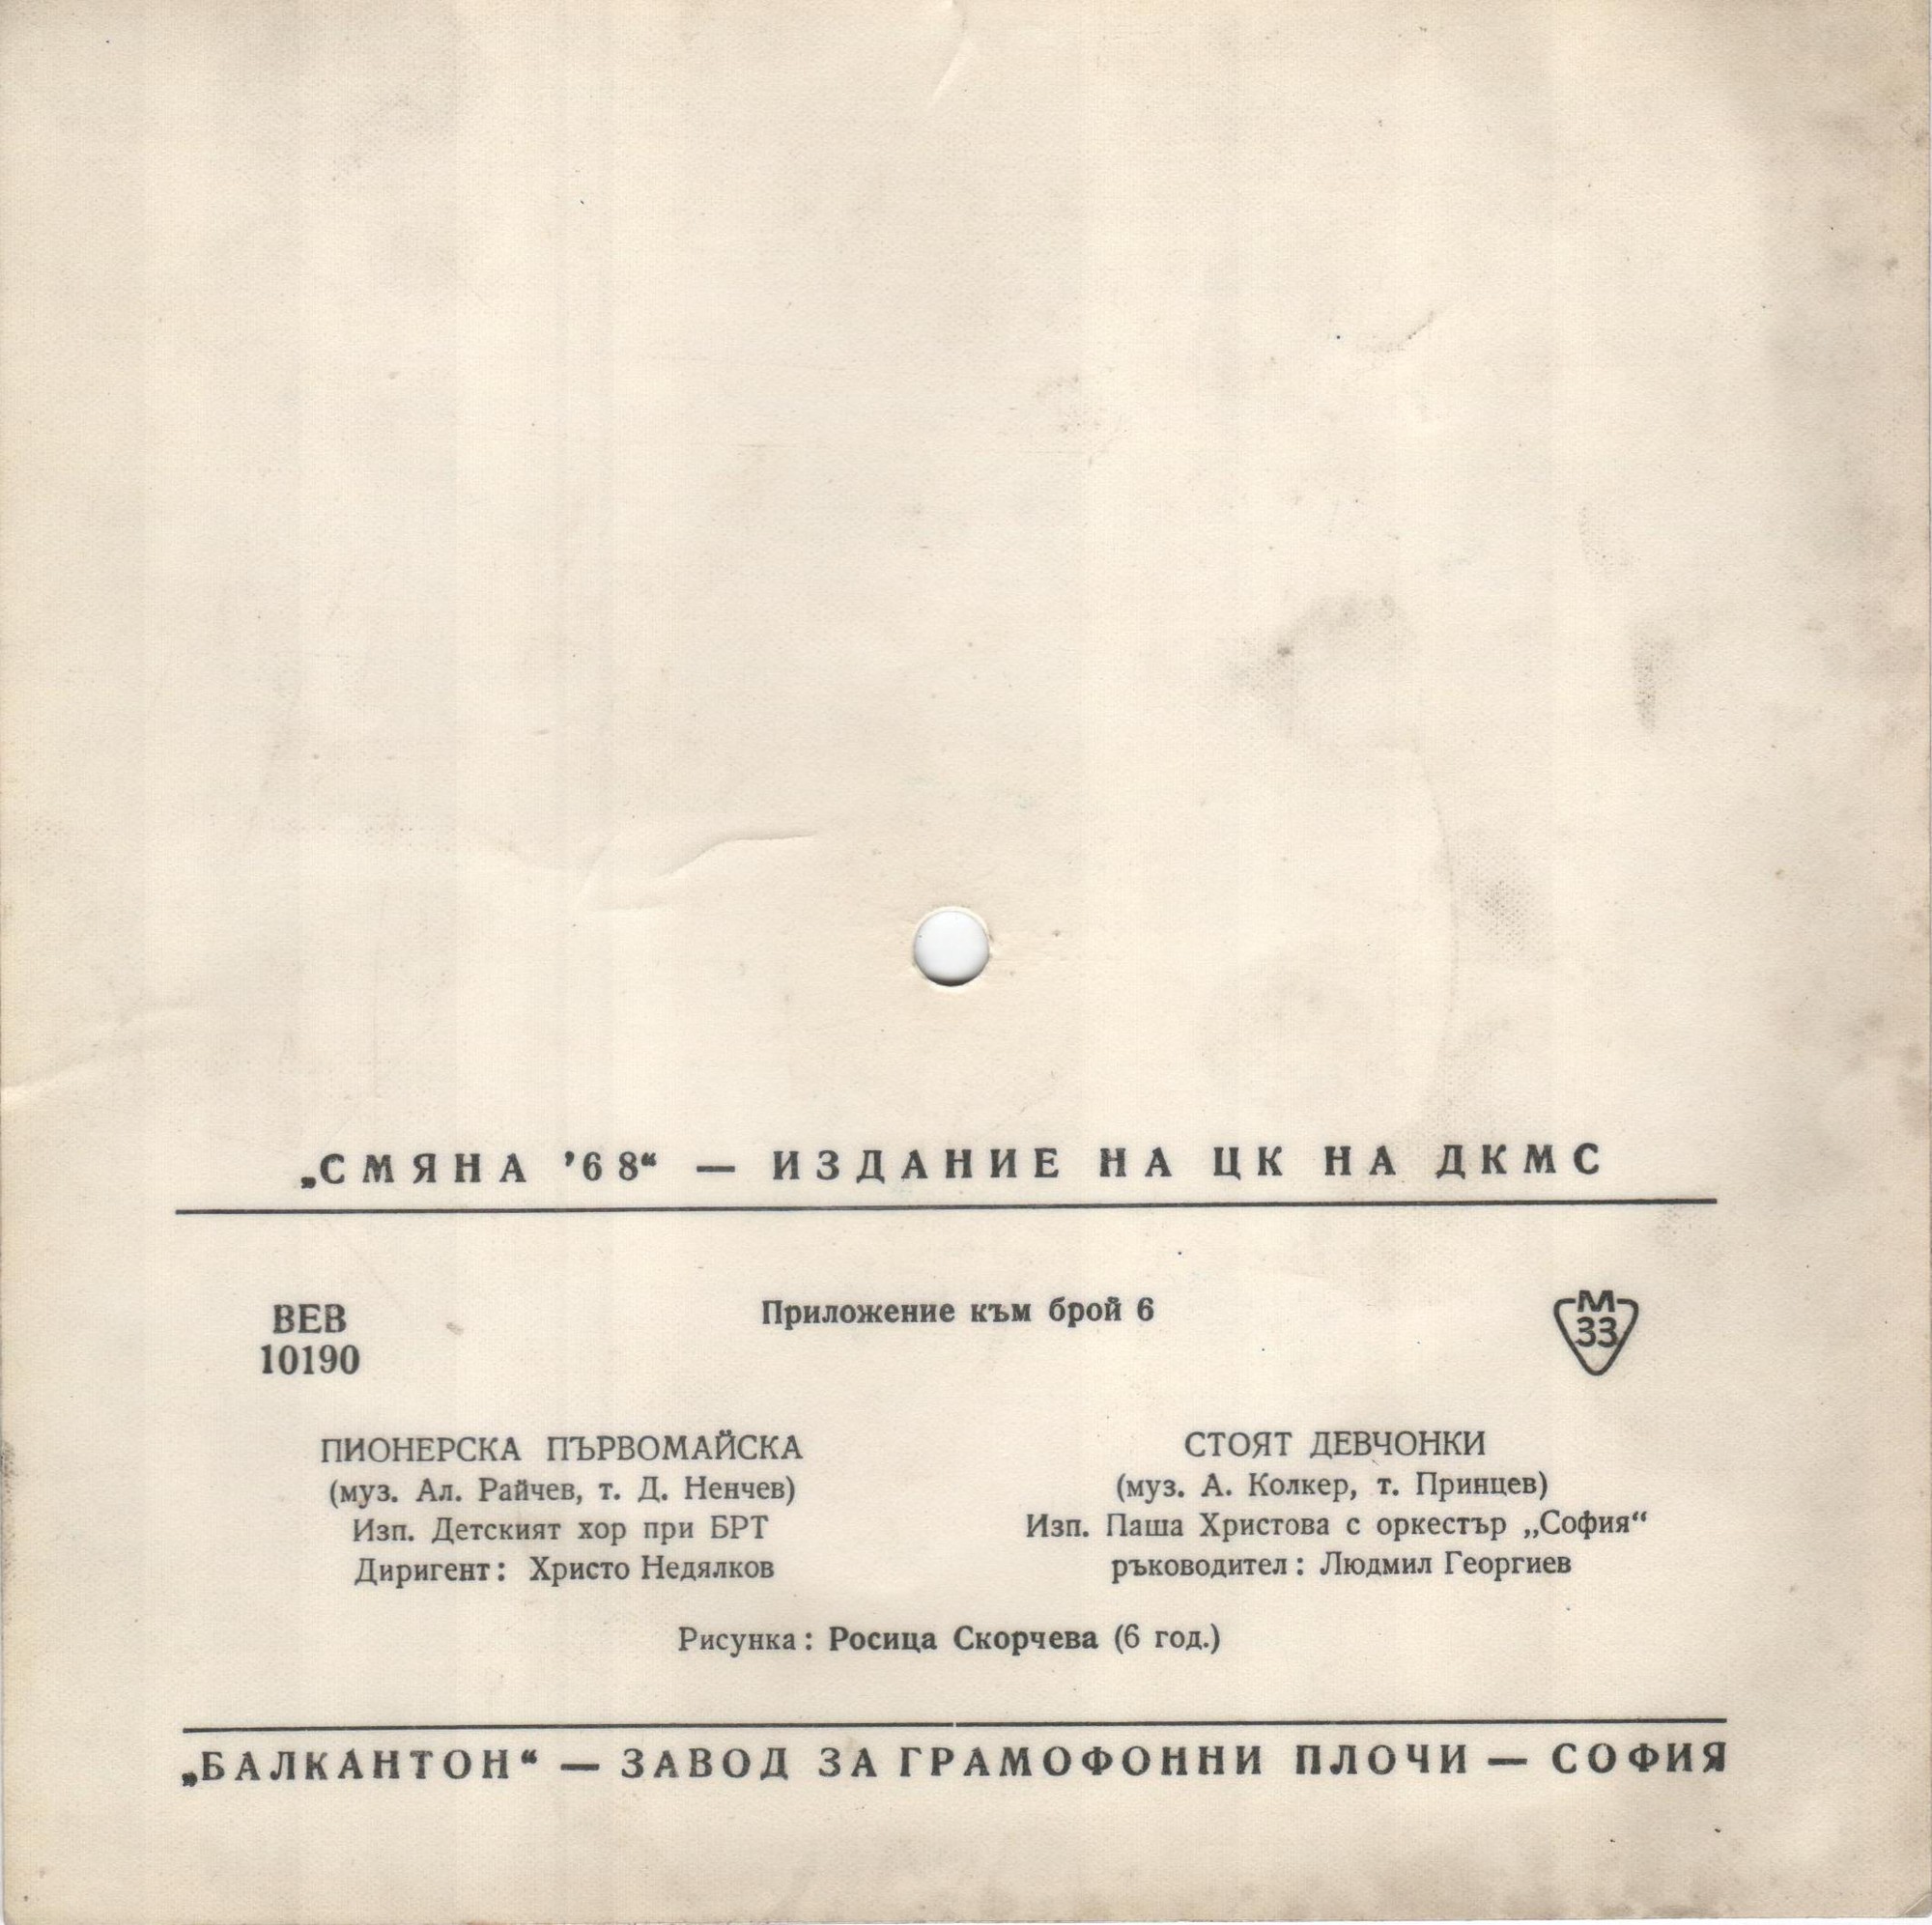 „СМЯНА ’68“ — ИЗДАНИЕ НА ЦК НА ДКМС
ВЕВ
10190
Приложение към брой 6
М
33
ПИОНЕРСКА ПЪРВОМАЙСКА
(муз. Ал. Райчев, т. Д. Ненчев)
Изп. Детският хор при БРТ
Диригент: Христо Недялков
СТОЯТ ДЕВЧОНКИ
(муз. А. Колкер, т. Принцев)
Изп. Паша Христова с оркестър „София“
ръководител: Людмил Георгиев
Рисунка: Росица Скорчева (6 год.)
„БАЛКАНТОН“ — ЗАВОД ЗА ГРАМОФОННИ ПЛОЧИ — СОФИЯ